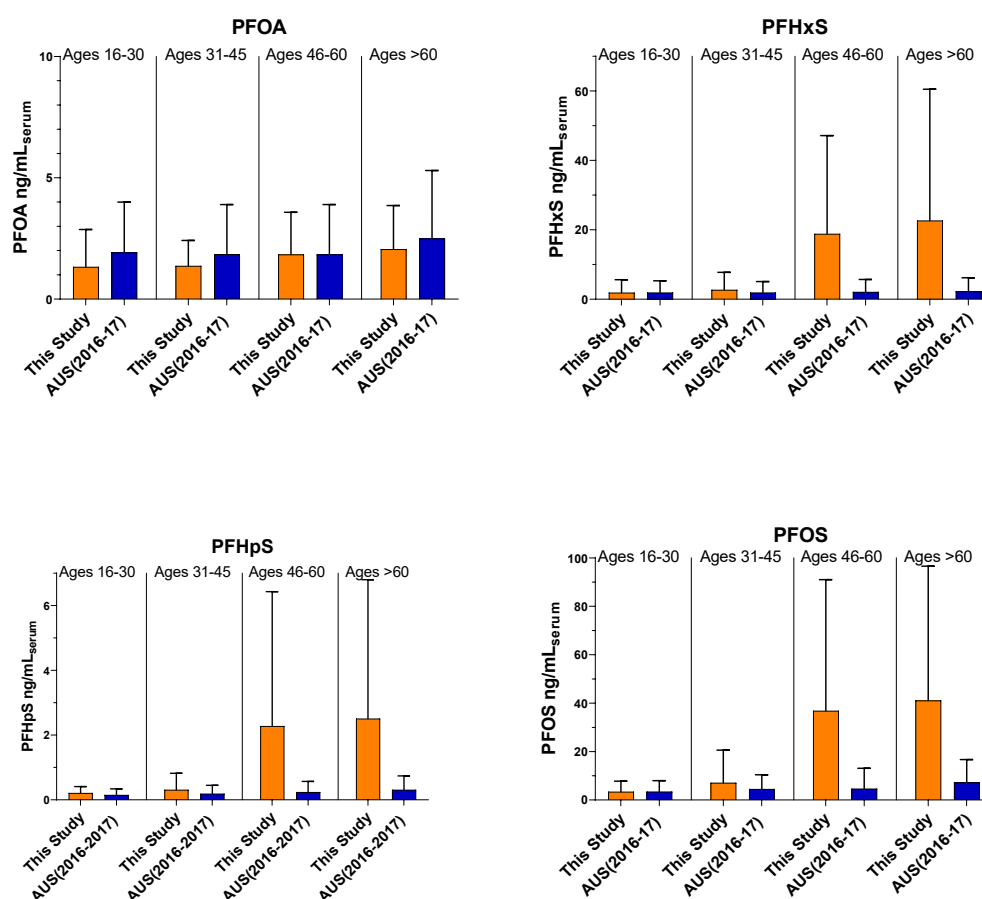 PFOA
Ages 16-30 Ages 31-45 Ages 46-60 Ages >60
10
5
0
PFOA ng/mLserum
This Study AUS(2016-17) This Study AUS(2016-17) This Study AUS(2016-17) This Study AUS(2016-17)
PFHxS
Ages 16-30 Ages 31-45 Ages 46-60 Ages >60
60
40
20
0
PFHxS ng/mLserum
This Study AUS(2016-17) This Study AUS(2016-17) This Study AUS(2016-17) This Study AUS(2016-17)
PFHpS
Ages 16-30 Ages 31-45 Ages 46-60 Ages >60
6
4
2
0
PFHpS ng/mLserum
This Study AUS(2016-2017) This Study AUS(2016-2017) This Study AUS(2016-2017) This Study AUS(2016-2017)
PFOS
Ages 16-30 Ages 31-45 Ages 46-60 Ages >60
100
80
60
40
20
0
PFOS ng/mLserum
This Study AUS(2016-17) This Study AUS(2016-17) This Study AUS(2016-17) This Study AUS(2016-17)